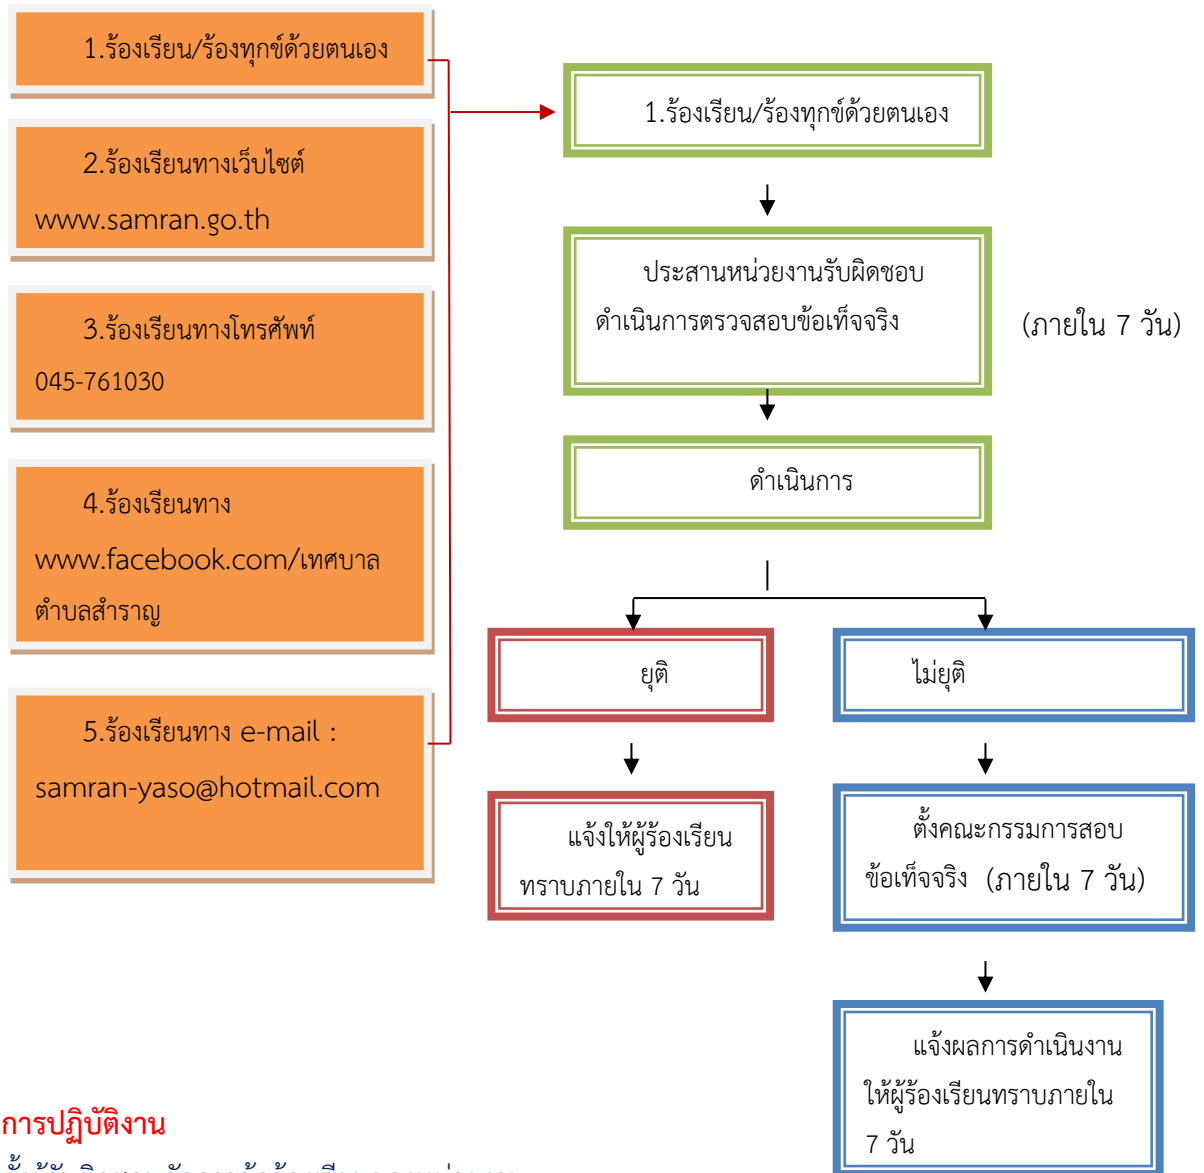 1.ร้องเรียน/ร้องทุกข์ด้วยตนเอง
2.ร้องเรียนทางเว็บไซต์
www.samran.go.th
3.ร้องเรียนทางโทรศัพท์
045-761030
4.ร้องเรียนทาง
www.facebook.com/เทศบาล
ตำบลสำราญ
5.ร้องเรียนทาง e-mail :
samran-yaso@hotmail.com
1.ร้องเรียน/ร้องทุกข์ด้วยตนเอง
ประสานหน่วยงานรับผิดชอบ
ดำเนินการตรวจสอบข้อเท็จจริง
(ภายใน 7 วัน)
ดำเนินการ
ยุติ
แจ้งให้ผู้ร้องเรียน
ทราบภายใน 7 วัน
ไม่ยุติ
ตั้งคณะกรรมการสอบ
ข้อเท็จจริง (ภายใน 7 วัน)
แจ้งผลการดำเนินงาน
ให้ผู้ร้องเรียนทราบภายใน
7 วัน
การปฏิบัติงาน